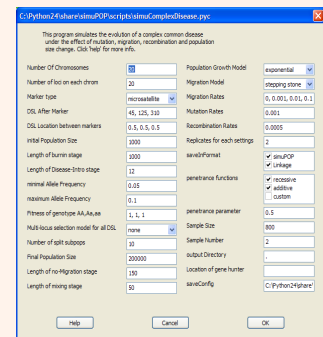 C:\Python24\share\simuPOP\scripts\simuComplexDisease.pyc
This program simulates the evolution of a complex common disease
under the effect of mutation, migration, recombination and population
size change. Click 'help' for more info.
Number Of Chromosomes 20
Number of loci on each chrom 20
Marker type microsatellite
DSL After Marker 45, 125, 310
DSL Location between markers 0.5, 0.5, 0.5
initial Population Size 1000
Length of burnin stage 1000
Length of Disease-Intro stage 12
minimal Allele Frequency 0.05
maximum Allele Frequency 0.1
Fitness of genotype AA,Aa,aa 1, 1, 1
Multi-locus selection model for all DSL none
Number of split subpops 10
Final Population Size 200000
Length of no-Migration stage 150
Length of mixing stage 50
Population Growth Model exponential
Migration Model stepping stone
Migration Rates 0, 0.001, 0.01, 0.1
Mutation Rates 0.001
Recombination Rates 0.0005
Replicates for each settings 2
saveInFormat simuPOP
Linkage
penetrance functions recessive
additive
custom
penetrance parameter 0.5
Sample Size 800
Sample Number 2
output Directory .
Location of gene hunter
saveConfig C:\Python24\share\
Help Cancel OK